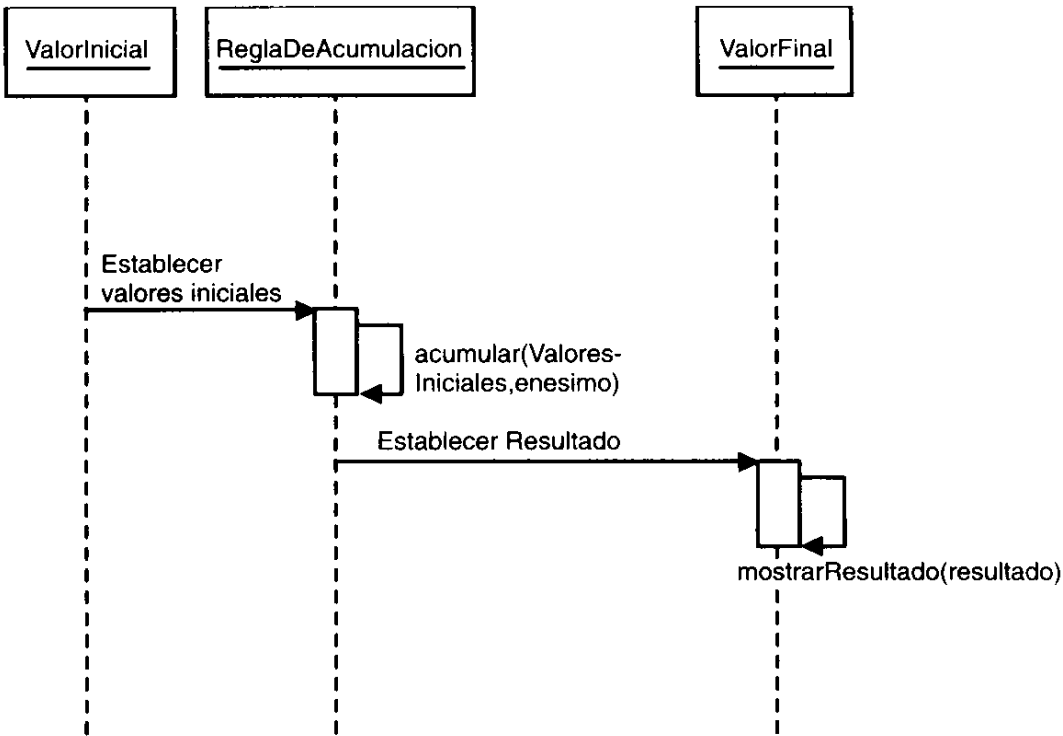 ValorInicial
ReglaDeAcumulacion
ValorFinal
Establecer
valores iniciales
acumular(Valores-
Iniciales,enesimo)
Establecer Resultado
mostrarResultado(resultado)